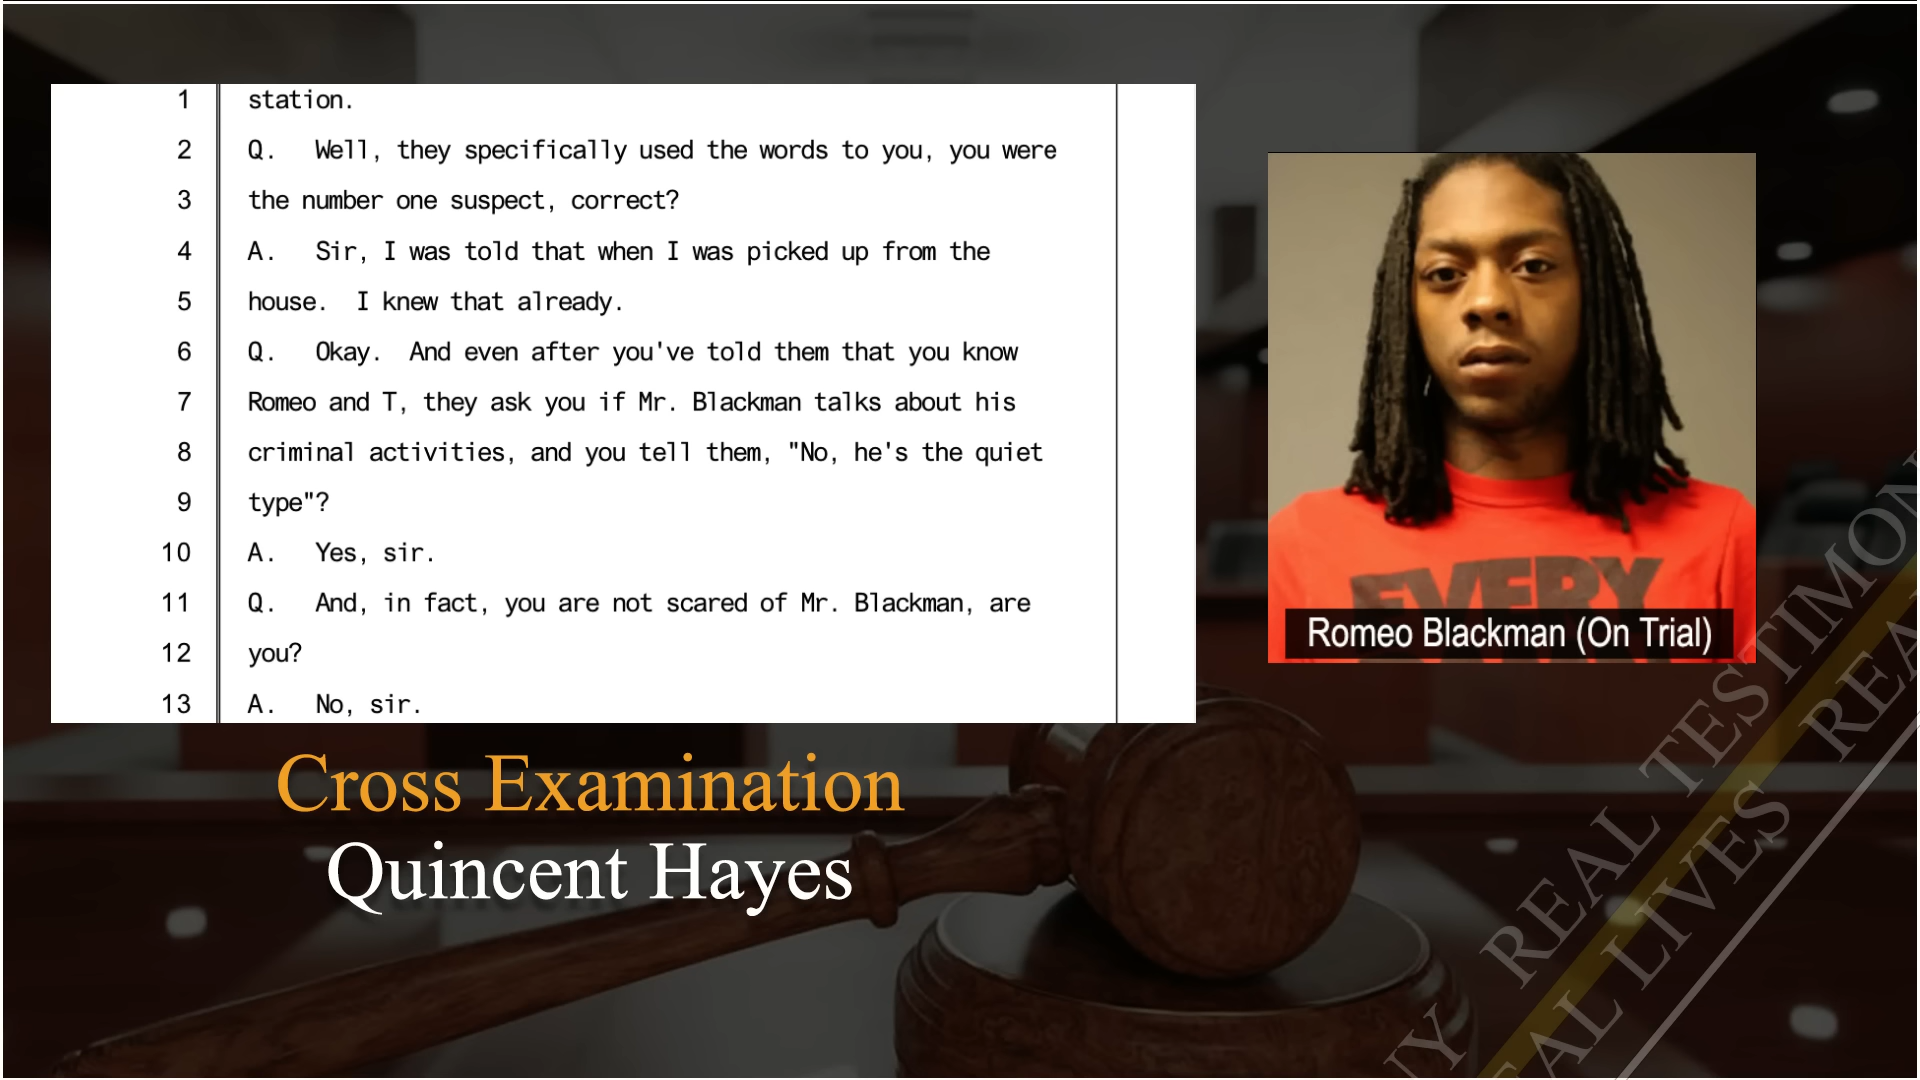 1 station.
2 Q. Well, they specifically used the words to you, you were
3 the number one suspect, correct?
4 A. Sir, I was told that when I was picked up from the
5 house. I knew that already.
6 Q. Okay. And even after you've told them that you know
7 Romeo and T, they ask you if Mr. Blackman talks about his
8 criminal activities, and you tell them, "No, he's the quiet
9 type"?
10 A. Yes, sir.
11 Q. And, in fact, you are not scared of Mr. Blackman, are
12 you?
13 A. No, sir.
EVERY
Romeo Blackman (On Trial)
Cross Examination
Quincent Hayes
REAL TESTIMON
REAL LIVES